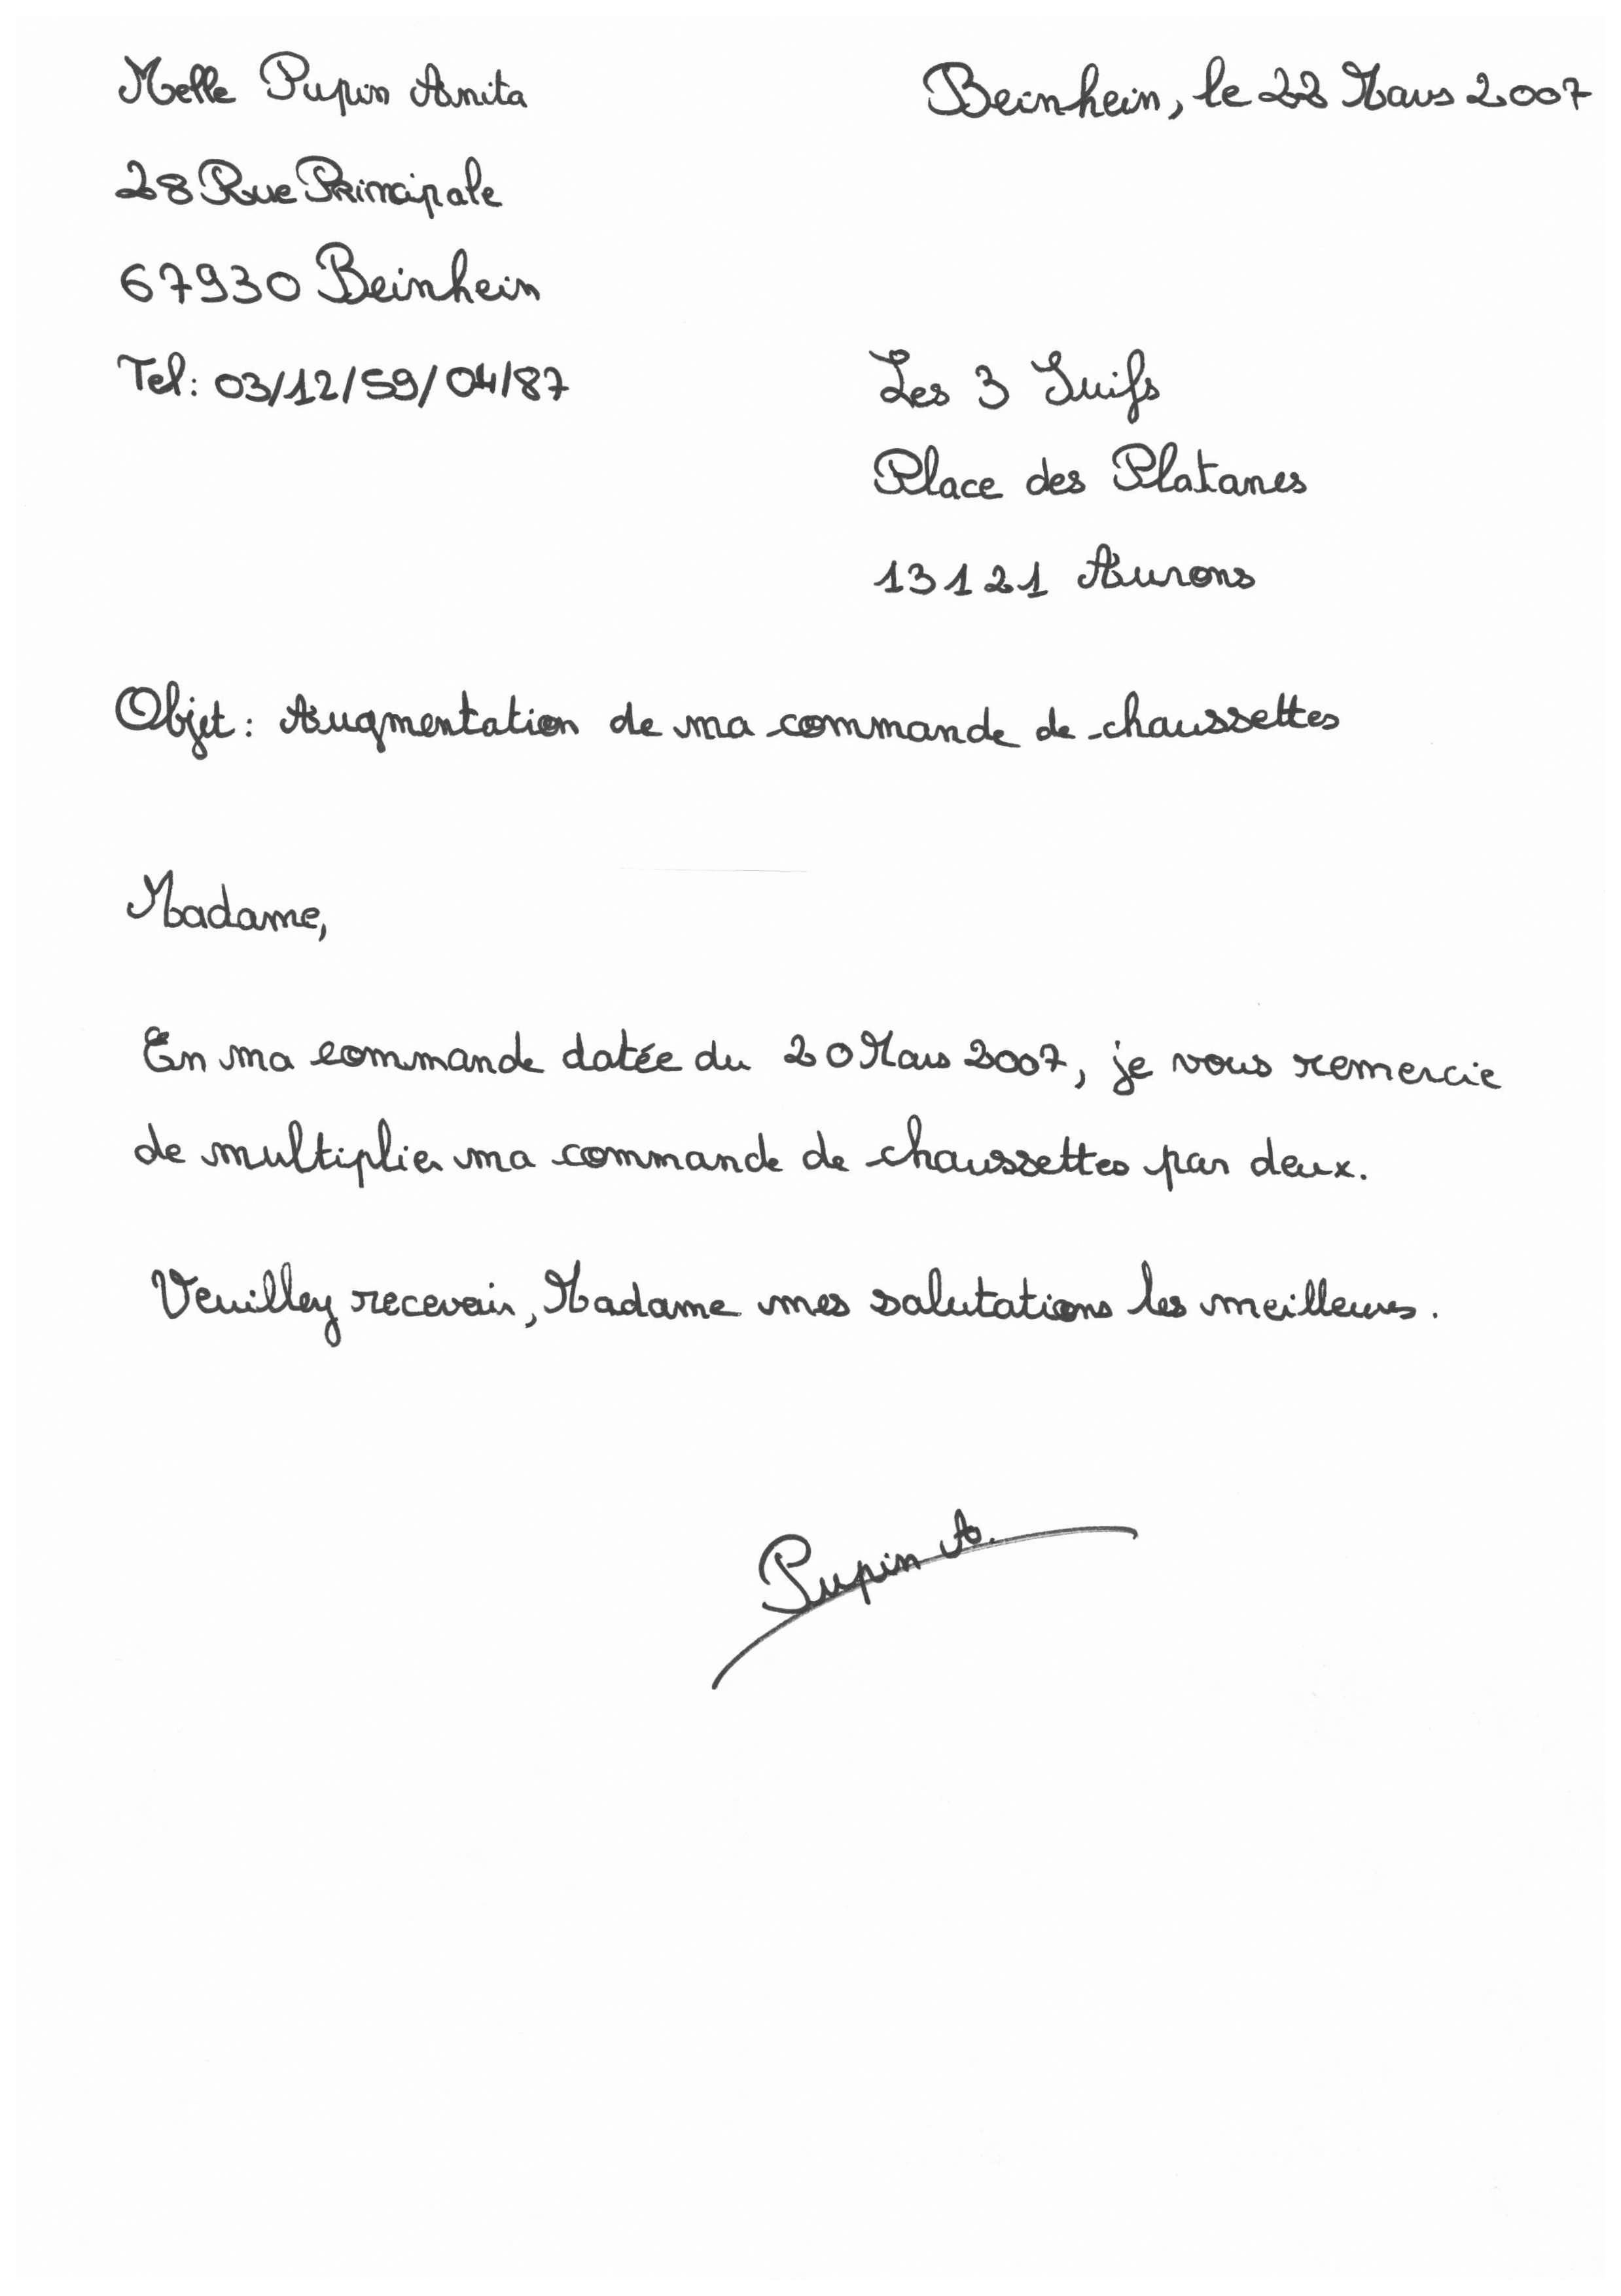 Melle Pupin Anita
Beinhein, le 22 Mars 2007
28 Rue Principale
67930 Beinhein
Tel: 03/12/59/04/87
Les 3 Suifs
Place des Platanes
13121 Aurons
Objet: Augmentation de ma commande de chaussettes
Madame,
En ma commande datée du 20 Mars 2007, je vous remercie
de multiplier ma commande de chaussettes par deux.
Veuillez recevoir, Madame mes salutations les meilleures.
Pupin A.